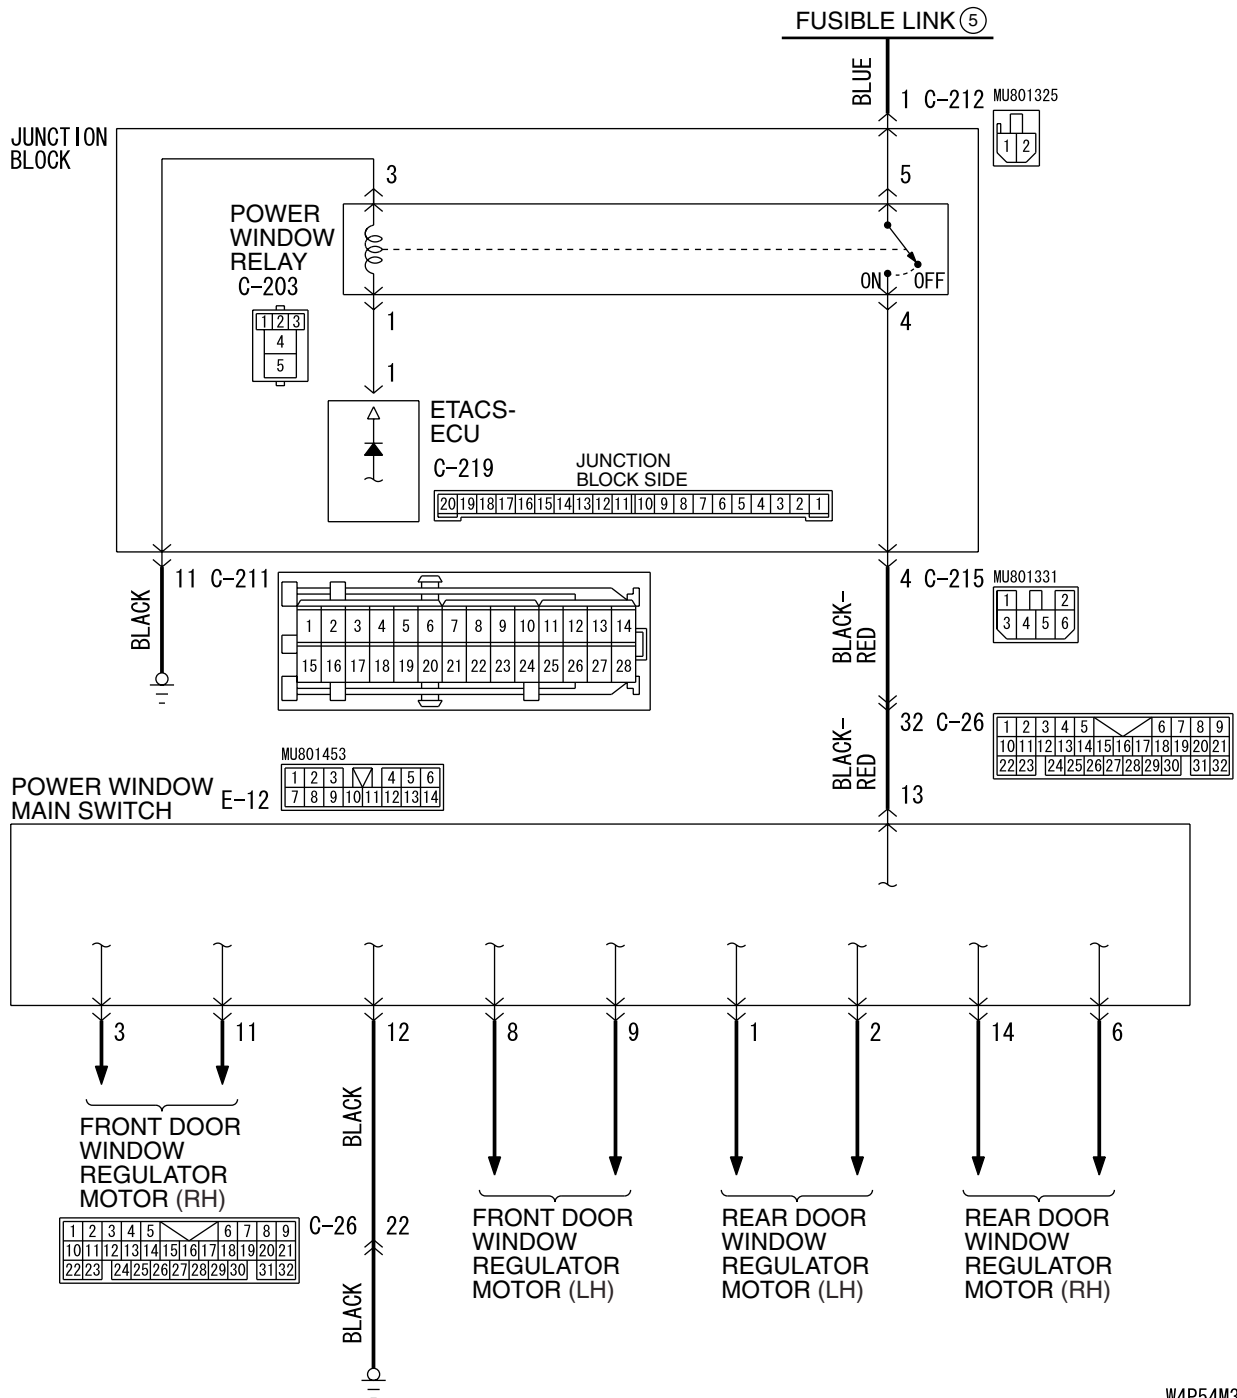 FUSIBLE LINK ⑤
BLUE
1 C-212 MU801325
1 2
JUNCTION
BLOCK
3
5
POWER
WINDOW
RELAY
C-203
ON OFF
1 2 3
4
5
1
4
1
ETACS-
ECU
C-219
JUNCTION
BLOCK SIDE
20 19 18 17 16 15 14 13 12 11 10 9 8 7 6 5 4 3 2 1
11 C-211
BLACK
1 2 3 4 5 6 7 8 9 10 11 12 13 14
15 16 17 18 19 20 21 22 23 24 25 26 27 28
4 C-215 MU801331
1 2
3 4 5 6
BLACK-
RED
32 C-26
1 2 3 4 5 6 7 8 9
10 11 12 13 14 15 16 17 18 19 20 21
22 23 24 25 26 27 28 29 30 31 32
BLACK-
RED
13
MU801453
1 2 3 4 5 6
7 8 9 10 11 12 13 14
POWER WINDOW
MAIN SWITCH
E-12
3 11 12 8 9 1 2 14 6
BLACK
FRONT DOOR
WINDOW
REGULATOR
MOTOR (RH)
1 2 3 4 5 6 7 8 9
10 11 12 13 14 15 16 17 18 19 20 21
22 23 24 25 26 27 28 29 30 31 32
C-26 22
BLACK
FRONT DOOR
WINDOW
REGULATOR
MOTOR (LH)
REAR DOOR
WINDOW
REGULATOR
MOTOR (LH)
REAR DOOR
WINDOW
REGULATOR
MOTOR (RH)